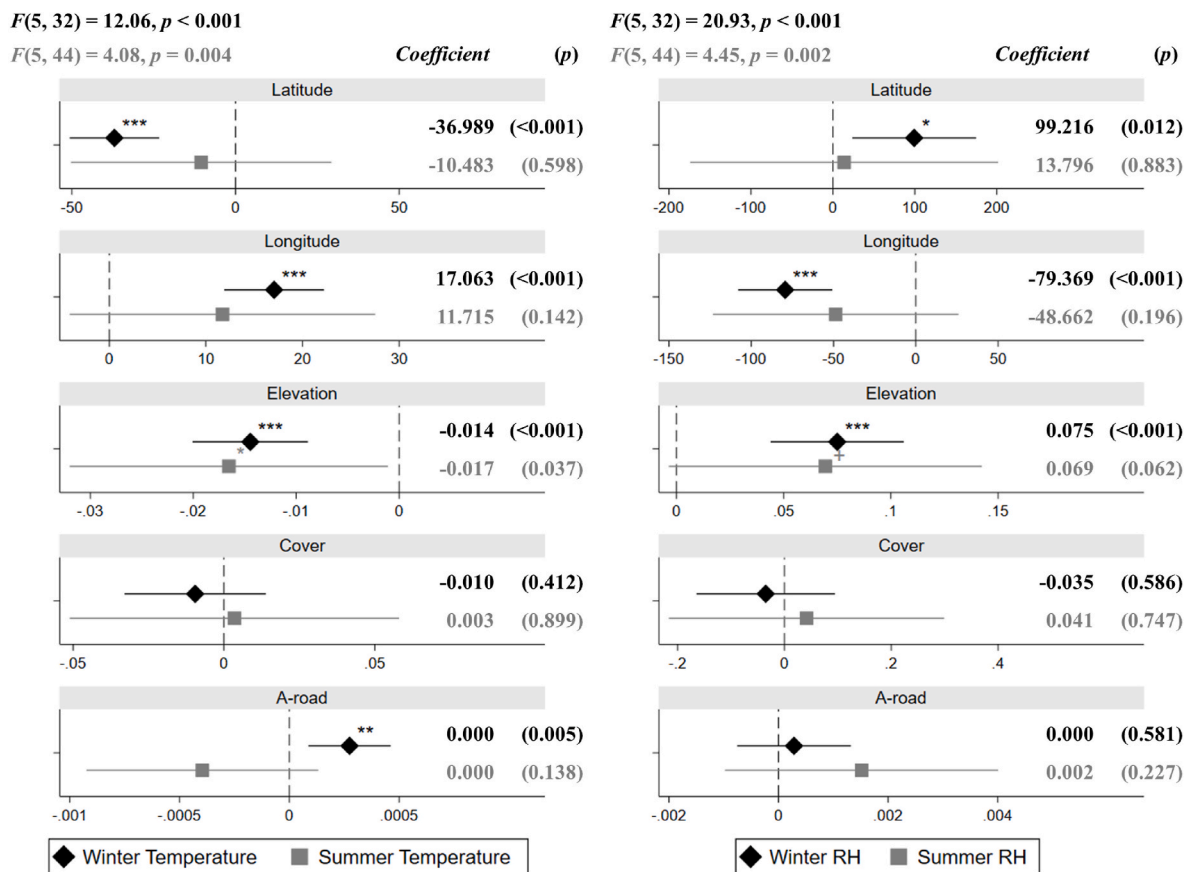 F(5, 32) = 12.06, p < 0.001
F(5, 44) = 4.08, p = 0.004 Coefficient (p)
Latitude
***
-36.989 (<0.001)
-10.483 (0.598)
-50 0 50
Longitude
***
17.063 (<0.001)
11.715 (0.142)
0 10 20 30
Elevation
***
-0.014 (<0.001)
*
-0.017 (0.037)
-.03 -.02 -.01 0
Cover
-0.010 (0.412)
0.003 (0.899)
-.05 0 .05
A-road
**
0.000 (0.005)
0.000 (0.138)
-.001 -.0005 0 .0005
Winter Temperature Summer Temperature
F(5, 32) = 20.93, p < 0.001
F(5, 44) = 4.45, p = 0.002 Coefficient (p)
Latitude
*
99.216 (0.012)
13.796 (0.883)
-200 -100 0 100 200
Longitude
***
-79.369 (<0.001)
-48.662 (0.196)
-150 -100 -50 0 50
Elevation
***
0.075 (<0.001)
+
0.069 (0.062)
0 .05 .1 .15
Cover
-0.035 (0.586)
0.041 (0.747)
-.2 0 .2 .4
A-road
0.000 (0.581)
0.002 (0.227)
-.002 0 .002 .004
Winter RH Summer RH